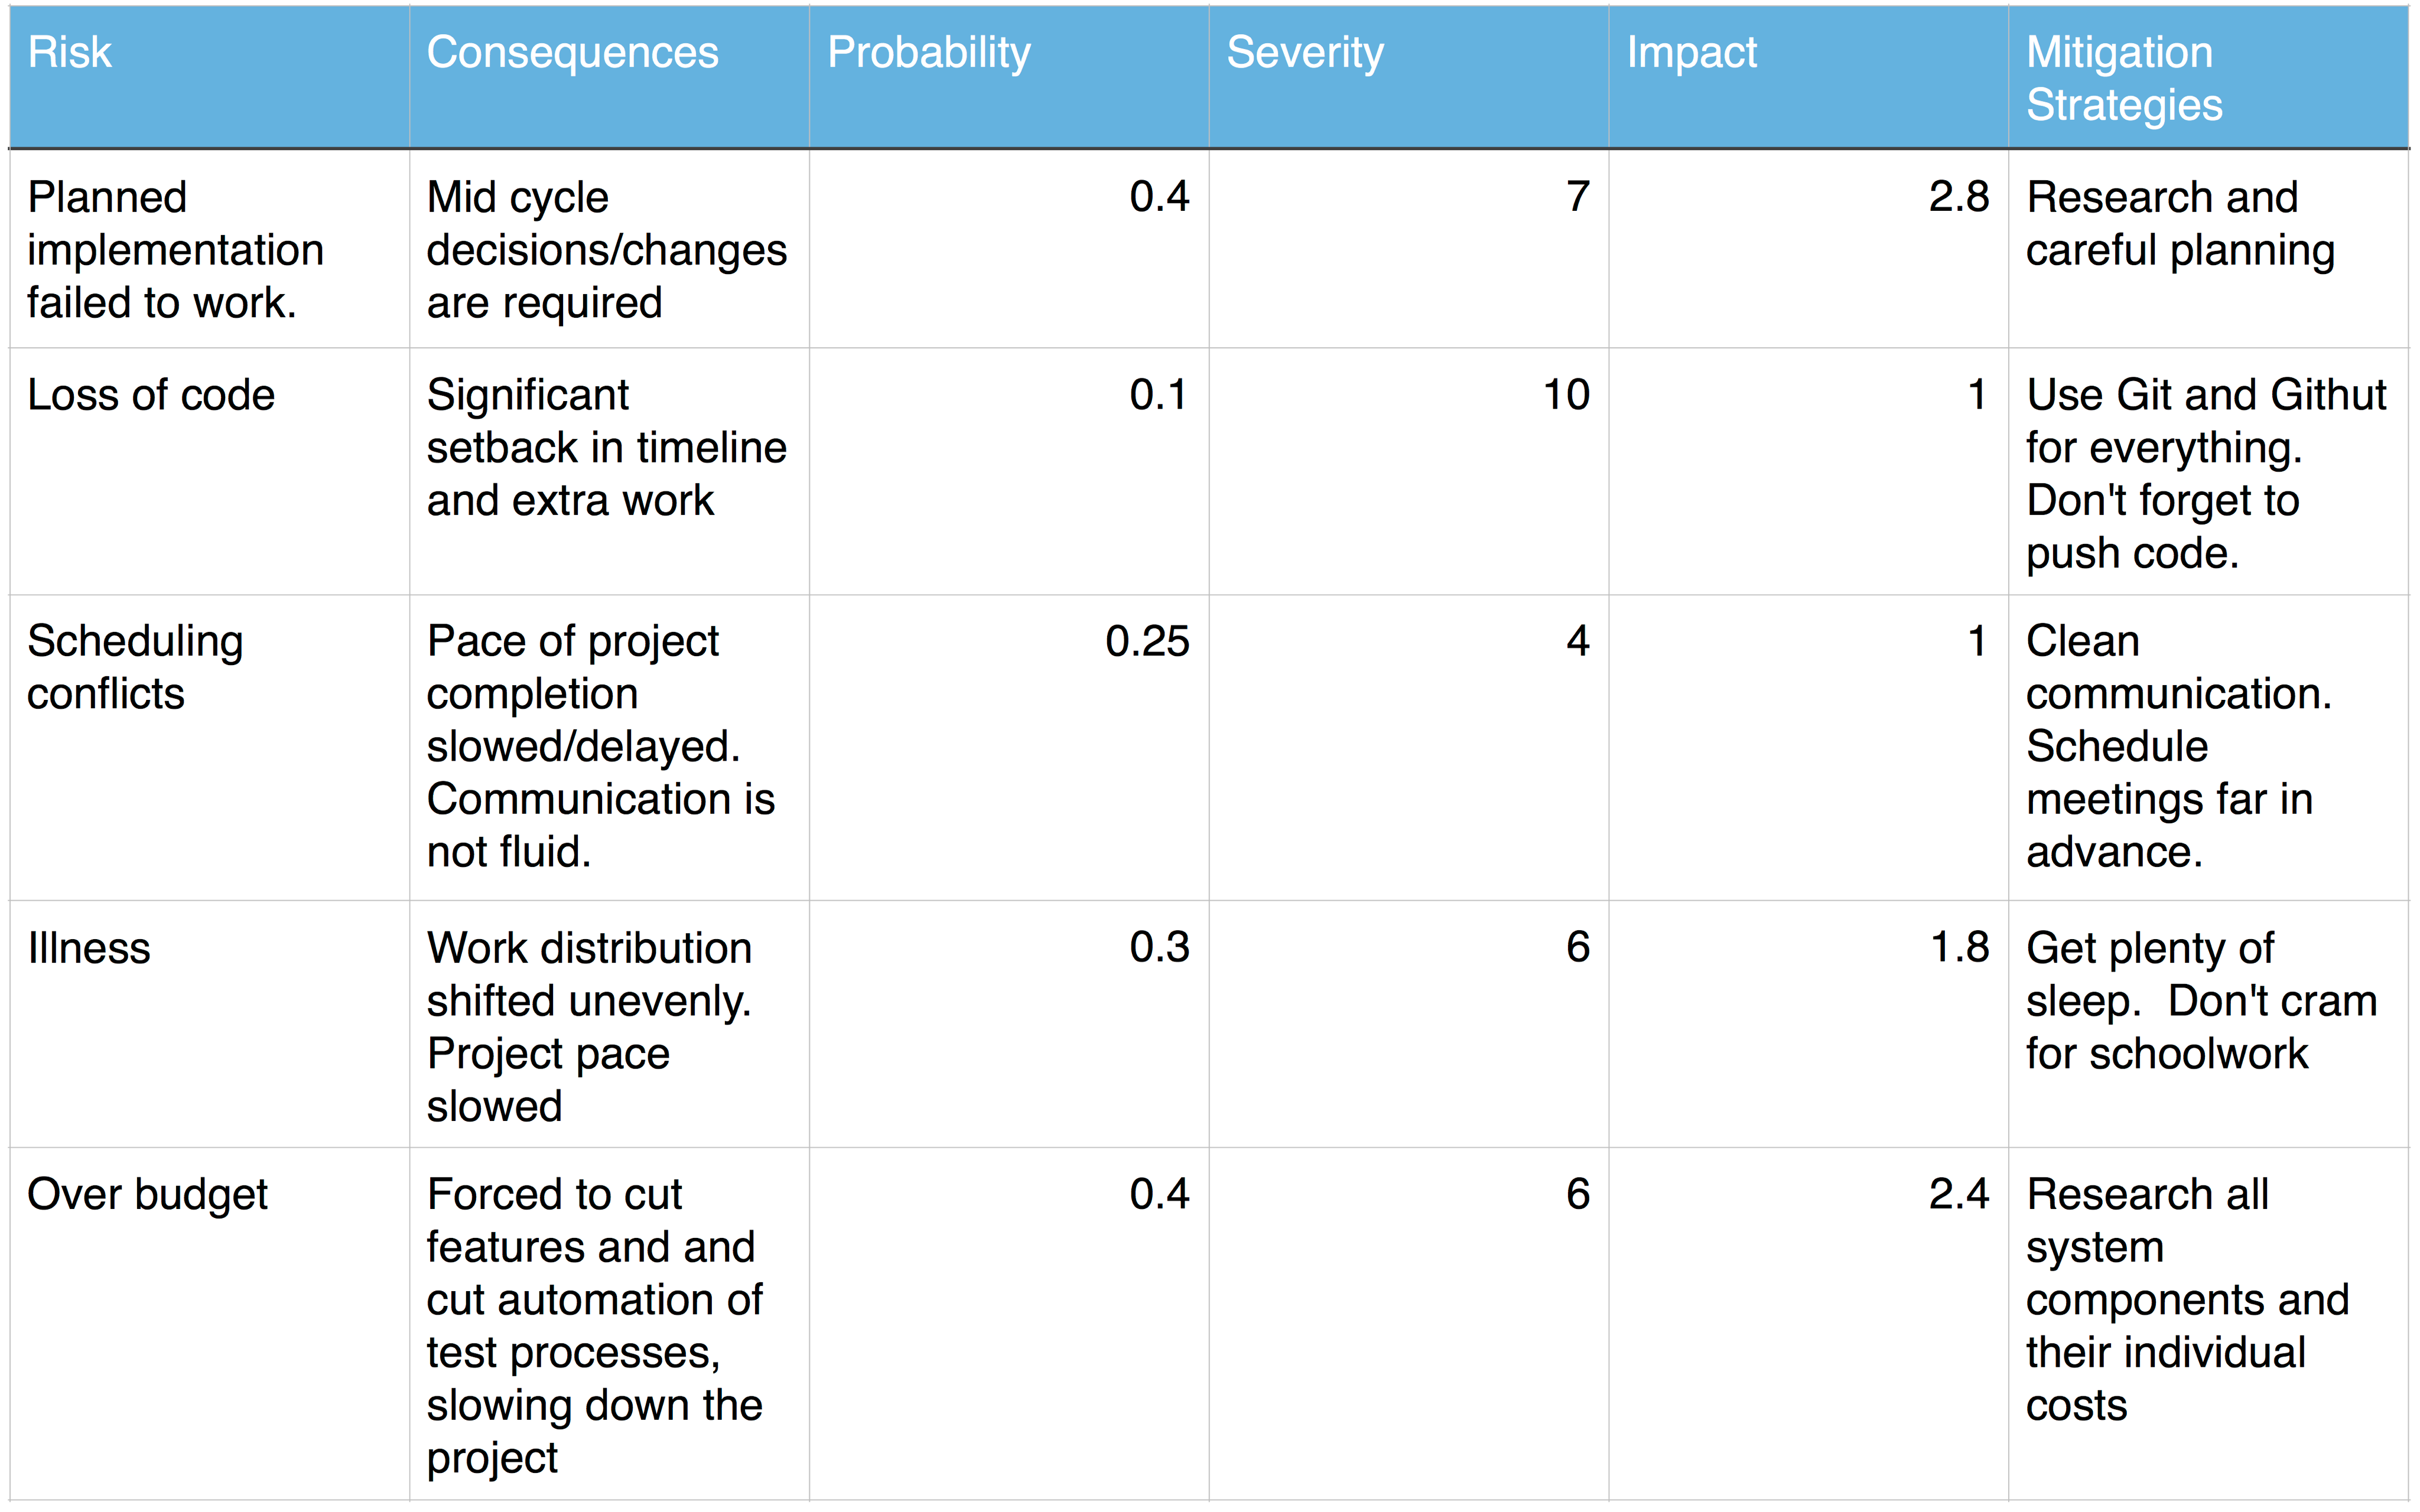 Risk
Consequences
Probability
Severity
Impact
Mitigation
Strategies
Planned
implementation
failed to work.
Mid cycle
decisions/changes
are required
0.4
7
2.8
Research and
careful planning
Loss of code
Significant
setback in timeline
and extra work
0.1
10
1
Use Git and Githut
for everything.
Don't forget to
push code.
Scheduling
conflicts
Pace of project
completion
slowed/delayed.
Communication is
not fluid.
0.25
4
1
Clean
communication.
Schedule
meetings far in
advance.
Illness
Work distribution
shifted unevenly.
Project pace
slowed
0.3
6
1.8
Get plenty of
sleep.  Don't cram
for schoolwork
Over budget
Forced to cut
features and and
cut automation of
test processes,
slowing down the
project
0.4
6
2.4
Research all
system
components and
their individual
costs